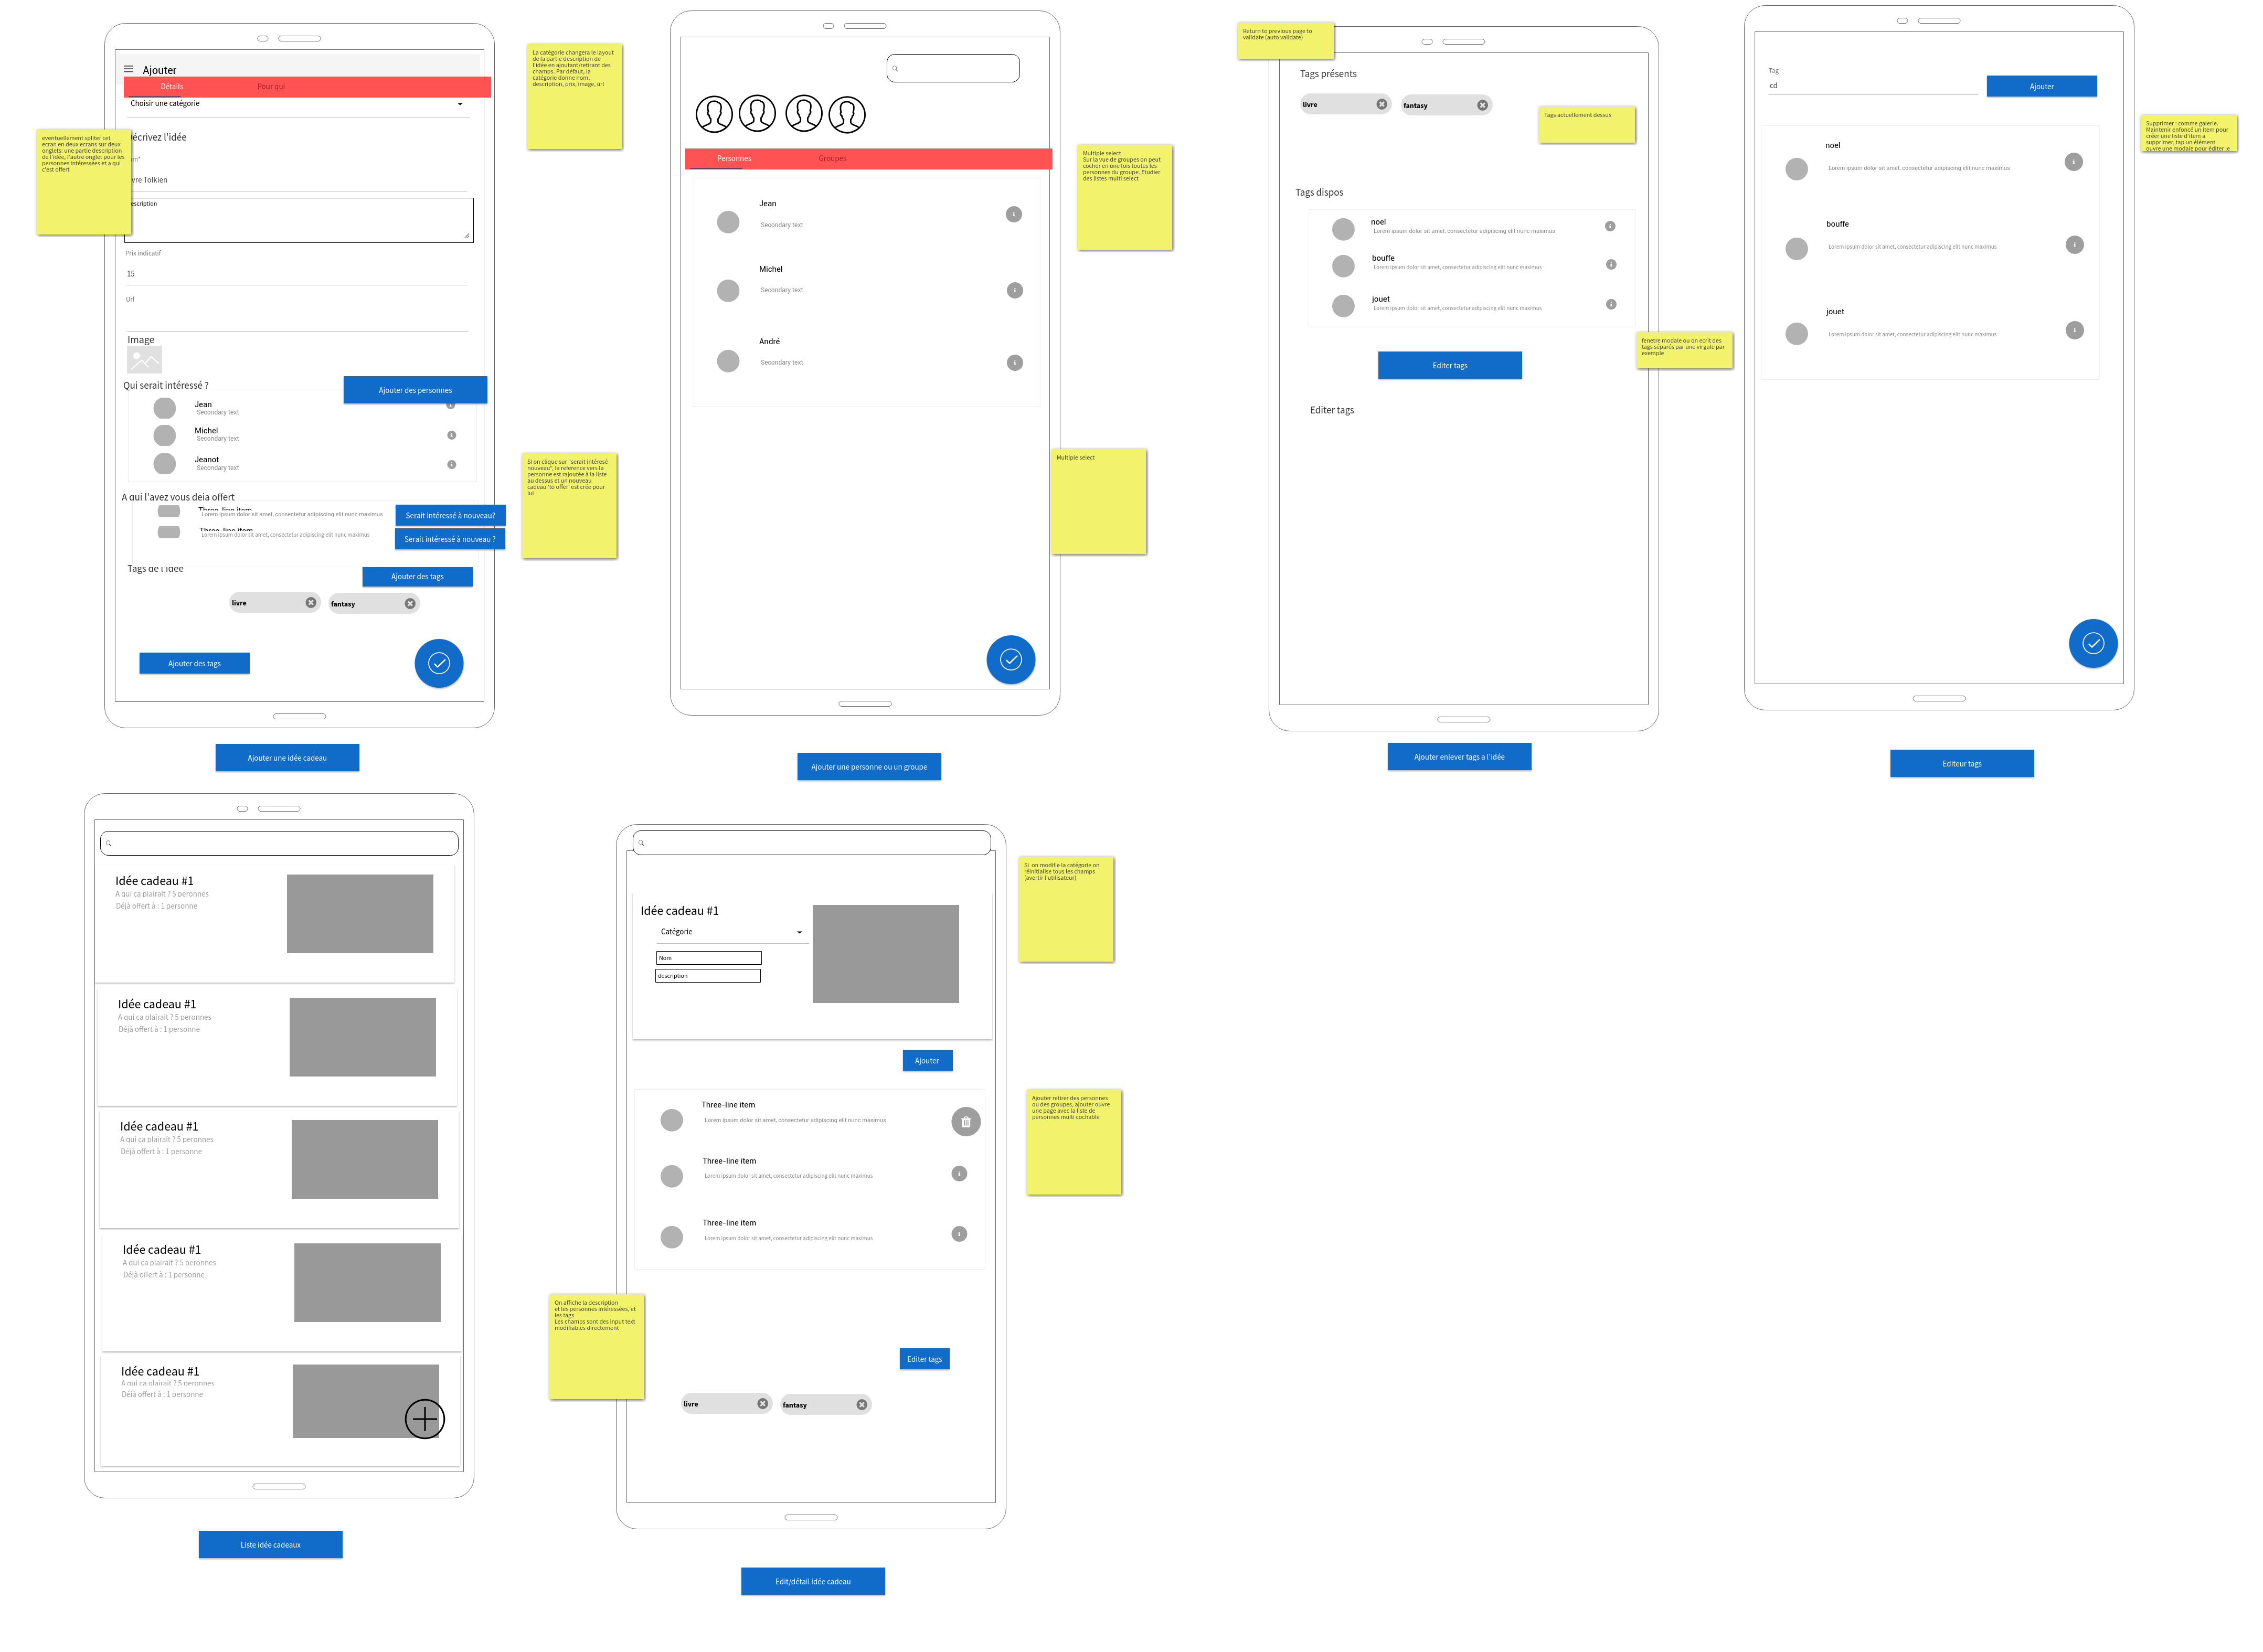 Ajouter
Détails
Pour qui
Choisir une catégorie
écrivez l'idée
vre Tolkien
escription
Prix indicatif
15
Url
Image
Qui serait intéressé ?
Ajouter des personnes
Jean
Secondary text
Michel
Secondary text
Jeanot
Secondary text
A qui l'avez vous deja offert
Three-line item
Lorem ipsum dolor sit amet, consectetur adipiscing elit nunc maximus
Serait intéressé à nouveau?
Three-line item
Lorem ipsum dolor sit amet, consectetur adipiscing elit nunc maximus
Serait intéressé à nouveau ?
Tags de l'idée
Ajouter des tags
livre
fantasy
Ajouter des tags
Ajouter une idée cadeau
eventuellement spliter cet
ecran en deux ecrans sur deux
onglets: une partie description
de l'idée, l'autre onglet pour les
personnes intéressées et a qui
c'est offert
La catégorie changera le layout
de la partie description de
l'idée en ajoutant/retirant des
champs. Par défaut, la
catégorie donne nom,
description, prix, image, url
Si on clique sur "serait intéresé
nouveau", la reference vers la
personne est rajoutée à la liste
au dessus et un nouveau
cadeau 'to offer' est crée pour
lui
Personnes
Groupes
Jean
Secondary text
Michel
Secondary text
André
Secondary text
Ajouter une personne ou un groupe
Multiple select
Sur la vue de groupes on peut
cocher en une fois toutes les
personnes du groupe. Etudier
des listes multi select
Multiple select
Return to previous page to
validate (auto validate)
Tags présents
livre
fantasy
Tags actuellement dessus
Tags dispos
noel
Lorem ipsum dolor sit amet, consectetur adipiscing elit nunc maximus
bouffe
Lorem ipsum dolor sit amet, consectetur adipiscing elit nunc maximus
jouet
Lorem ipsum dolor sit amet, consectetur adipiscing elit nunc maximus
Editer tags
Editer tags
fenetre modale ou on ecrit des
tags séparés par une virgule par
exemple
Ajouter enlever tags a l'idée
Tag
cd
Ajouter
noel
Lorem ipsum dolor sit amet, consectetur adipiscing elit nunc maximus
bouffe
Lorem ipsum dolor sit amet, consectetur adipiscing elit nunc maximus
jouet
Lorem ipsum dolor sit amet, consectetur adipiscing elit nunc maximus
Supprimer : comme galerie.
Maintenir enfoncé un item pour
créer une liste d'item a
supprimer, tap un élément
ouvre une modale pour éditer le
Editeur tags
Idée cadeau #1
A qui ça plairait ? 5 peronnes
Déjà offert à : 1 personne
Idée cadeau #1
A qui ça plairait ? 5 peronnes
Déjà offert à : 1 personne
Idée cadeau #1
A qui ça plairait ? 5 peronnes
Déjà offert à : 1 personne
Idée cadeau #1
A qui ça plairait ? 5 peronnes
Déjà offert à : 1 personne
Idée cadeau #1
A qui ça plairait ? 5 peronnes
Déjà offert à : 1 personne
Liste idée cadeaux
Idée cadeau #1
Catégorie
Nom
description
Ajouter
Three-line item
Lorem ipsum dolor sit amet, consectetur adipiscing elit nunc maximus
Three-line item
Lorem ipsum dolor sit amet, consectetur adipiscing elit nunc maximus
Three-line item
Lorem ipsum dolor sit amet, consectetur adipiscing elit nunc maximus
Editer tags
livre
fantasy
Edit/détail idée cadeau
Si on modifie la catégorie on
réinitialise tous les champs
(avertir l'utilisateur)
Ajouter retirer des personnes
ou des groupes, ajouter ouvre
une page avec la liste de
personnes multi cochable
On affiche la description
et les personnes intéressées, et
les tags
Les champs sont des input text
modifiables directement